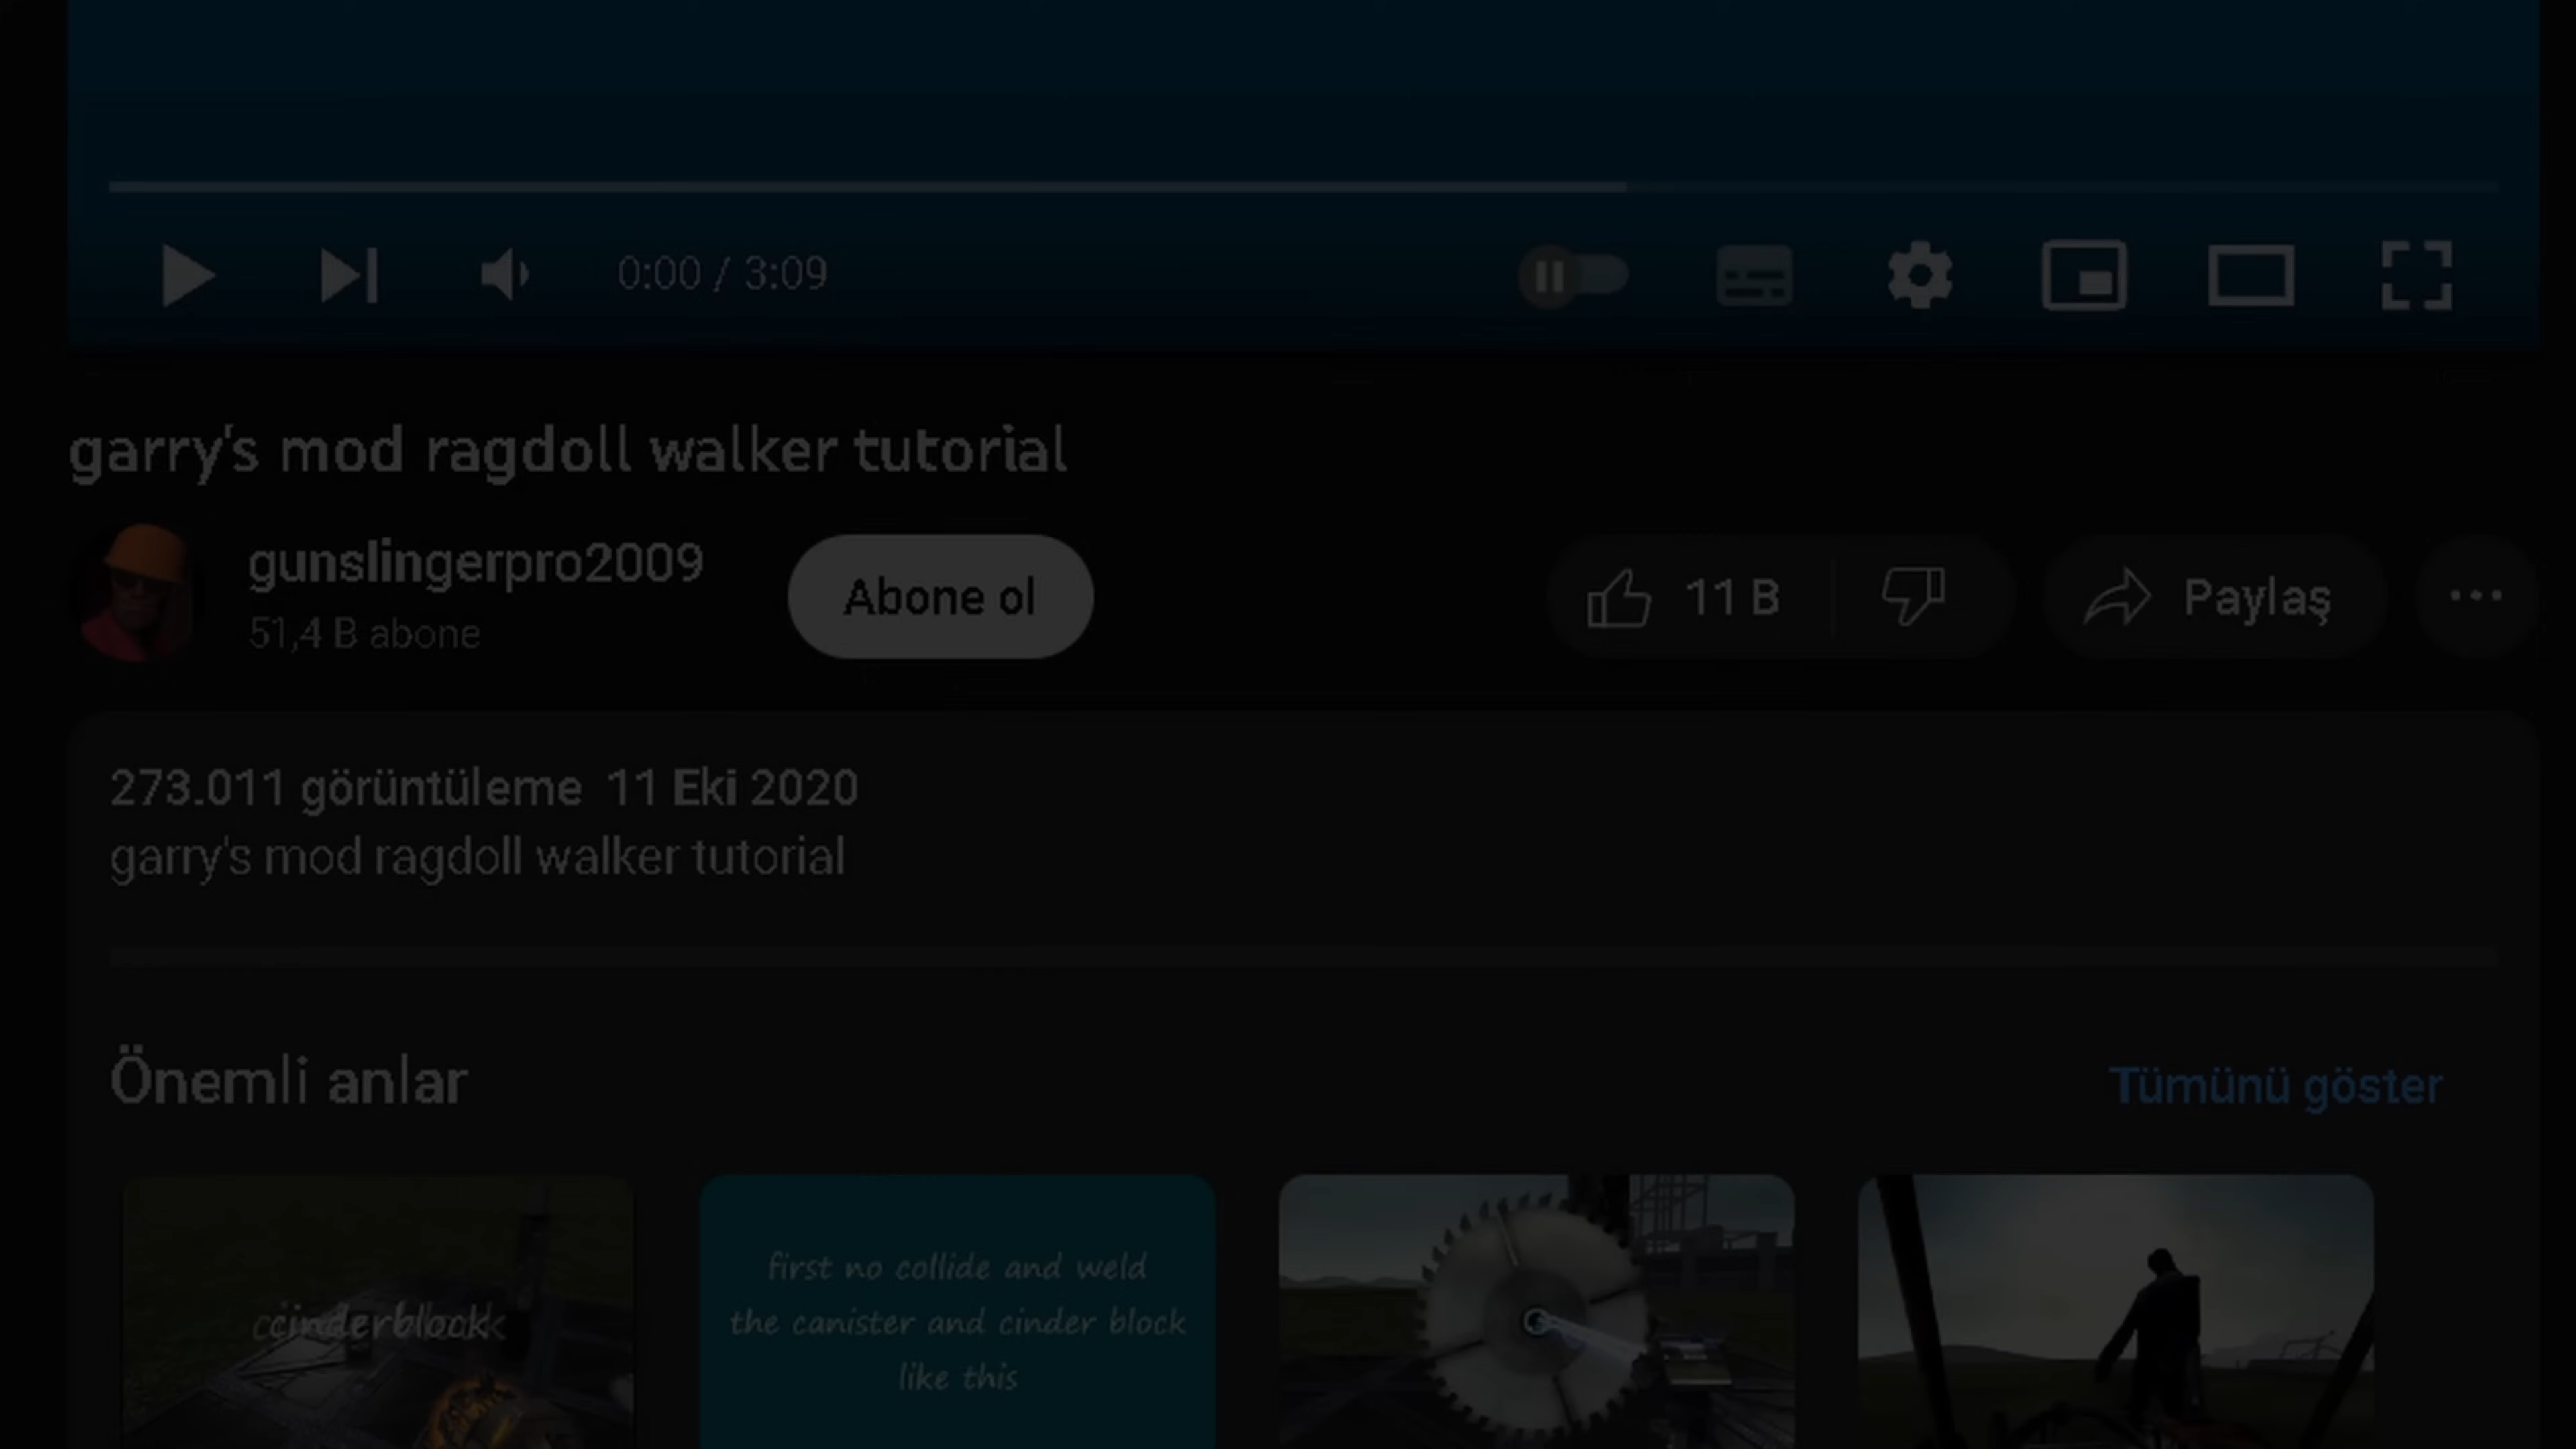 0:00 / 3:09
garry's mod ragdoll walker tutorial
gunslingerpro2009
51,4 B abone
Abone ol
11 B
Paylaş
273.011 görüntüleme 11 Eki 2020
garry's mod ragdoll walker tutorial
Önemli anlar
Tümünü göster
cinderblock
first no collide and weld
the canister and cinder block
like this